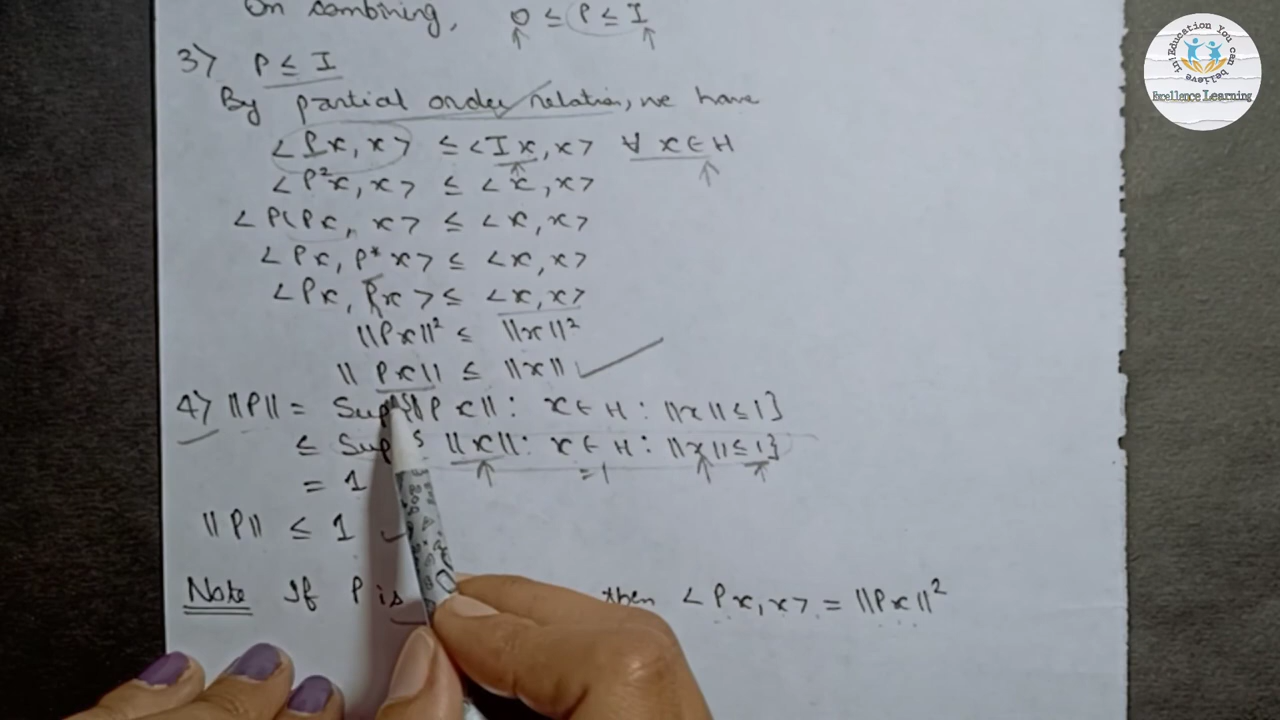 On combining, 0 ≤ P ≤ I
3) P ≤ I
By partial order relation, we have
<Px, x> ≤ <Ix, x> ∀ x ∈ H
<P²x, x> ≤ <x, x>
<P(Px, x> ≤ <x, x>
<Px, P*x> ≤ <x, x>
<Px, Px> ≤ <x, x>
||Px||² ≤ ||x||²
||Px|| ≤ ||x||
4) ||P|| = Sup{||Px||: x ∈ H: ||x|| ≤ 1}
≤ Sup{ ||x||: x ∈ H: ||x|| ≤ 1}
= 1 =1
||P|| ≤ 1
Note If P is then <Px, x> = ||Px||²
Education You can believe in!
Excellence Learning